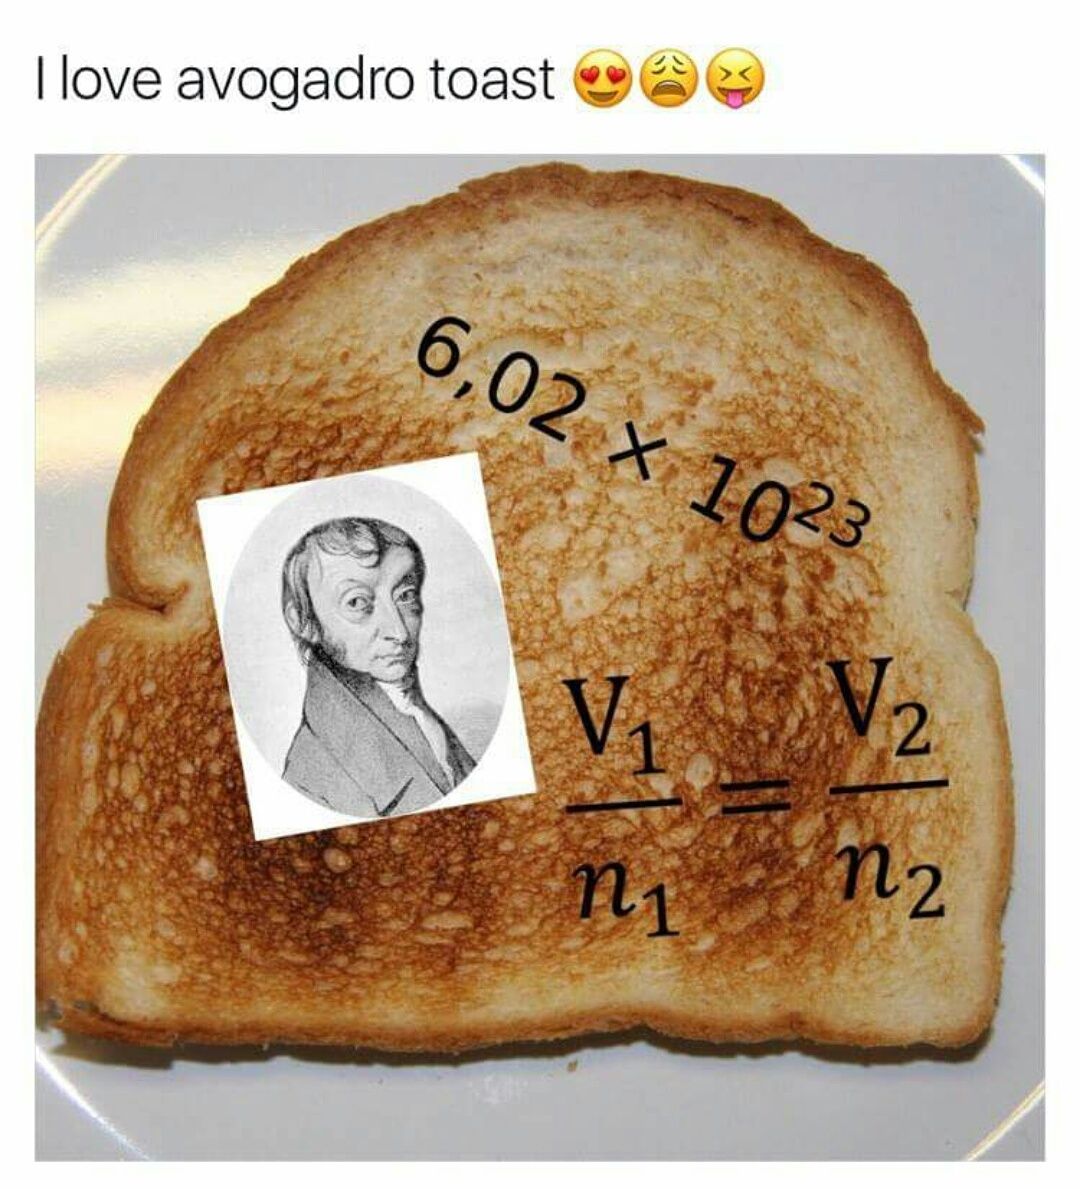 I love avogadro toast 😍😩😝
6,02 × 10²³
V₁/n₁ = V₂/n₂